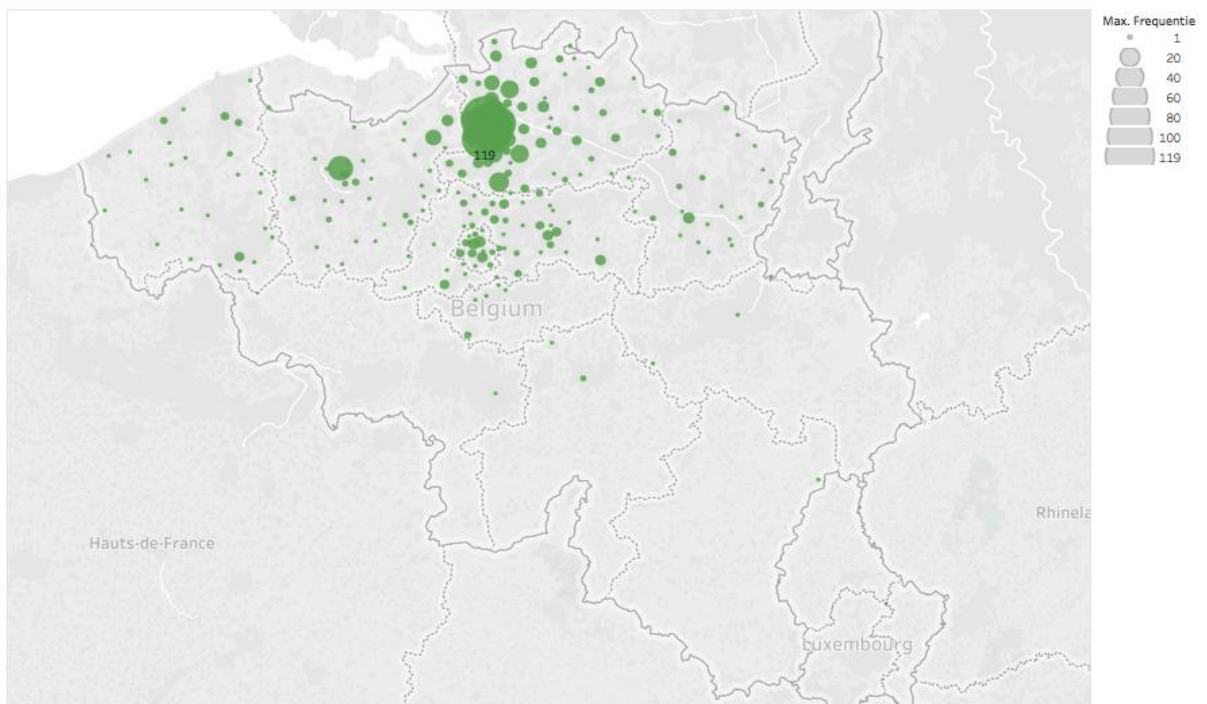 Max. Frequentie
1
20
40
60
80
100
119
119
Belgium
Hauts-de-France
Rhinela
Luxembourg